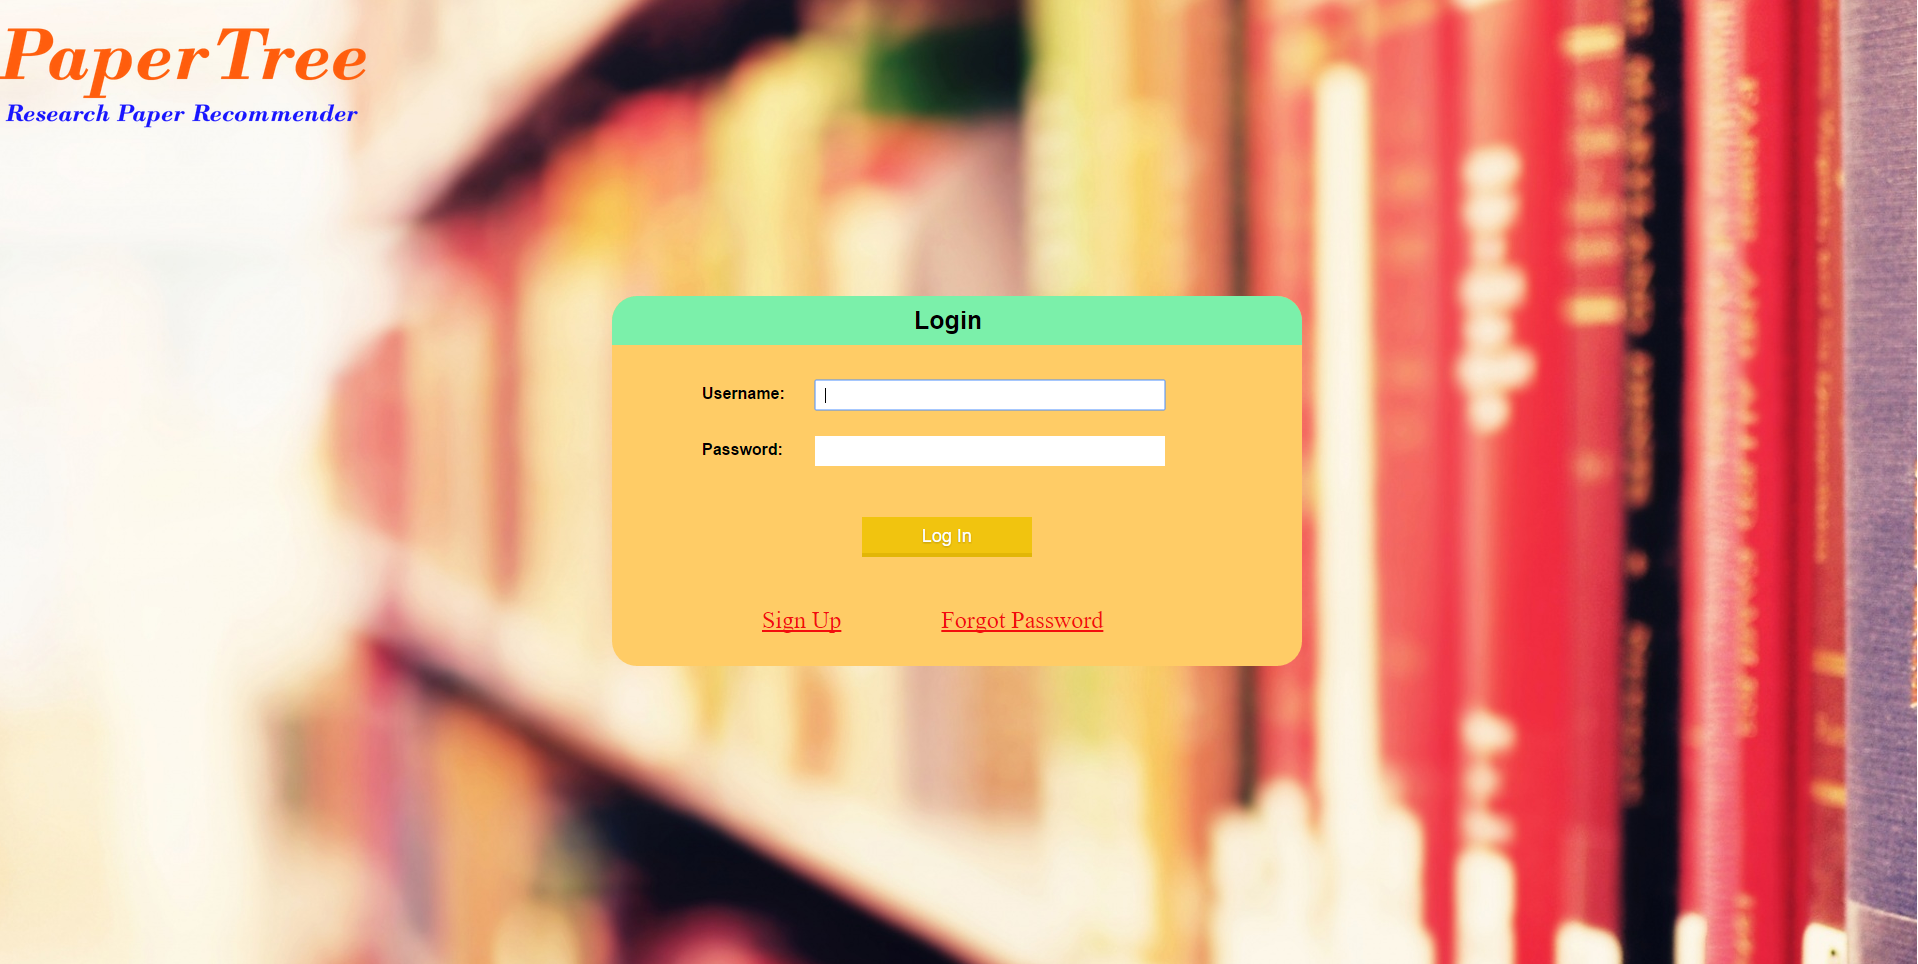 PaperTree
Research Paper Recommender
Login
Username:
Password:
Log In
Sign Up Forgot Password